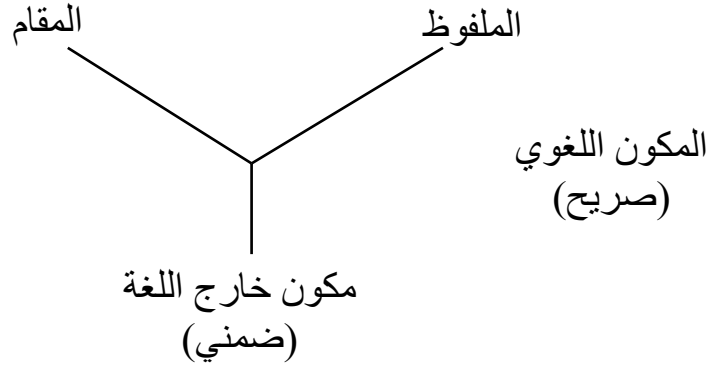 الملفوظ
المقام
المكون اللغوي
(صريح)
مكون خارج اللغة
(ضمني)